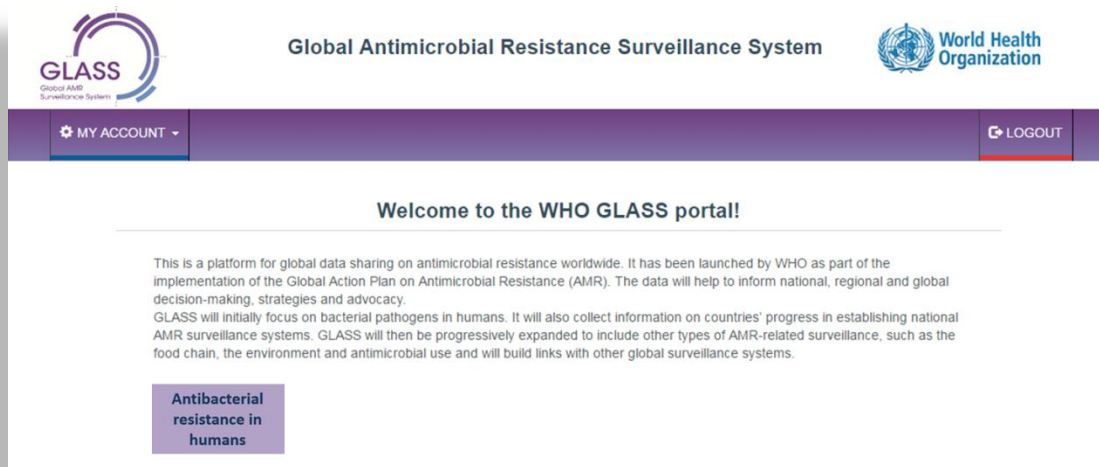 GLASS
Global AMR
Surveillance System
Global Antimicrobial Resistance Surveillance System
World Health
Organization
MY ACCOUNT
LOGOUT
Welcome to the WHO GLASS portal!
This is a platform for global data sharing on antimicrobial resistance worldwide. It has been launched by WHO as part of the
implementation of the Global Action Plan on Antimicrobial Resistance (AMR). The data will help to inform national, regional and global
decision-making, strategies and advocacy.
GLASS will initially focus on bacterial pathogens in humans. It will also collect information on countries' progress in establishing national
AMR surveillance systems. GLASS will then be progressively expanded to include other types of AMR-related surveillance, such as the
food chain, the environment and antimicrobial use and will build links with other global surveillance systems.
Antibacterial
resistance in
humans